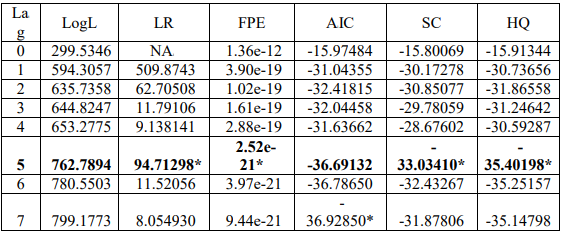 La
g LogL LR FPE AIC SC HQ
0 299.5346 NA 1.36e-12 -15.97484 -15.80069 -15.91344
1 594.3057 509.8743 3.90e-19 -31.04355 -30.17278 -30.73656
2 635.7358 62.70508 1.02e-19 -32.41815 -30.85077 -31.86558
3 644.8247 11.79106 1.61e-19 -32.04458 -29.78059 -31.24642
4 653.2775 9.138141 2.88e-19 -31.63662 -28.67602 -30.59287
2.52e- - -
5 762.7894 94.71298* 21* -36.69132 33.03410* 35.40198*
6 780.5503 11.52056 3.97e-21 -36.78650 -32.43267 -35.25157
-
7 799.1773 8.054930 9.44e-21 36.92850* -31.87806 -35.14798